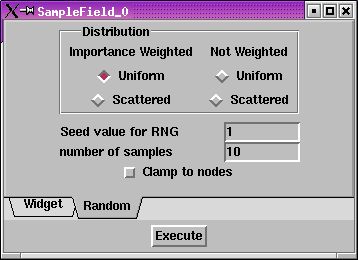 SampleField_0
Distribution
Importance Weighted Not Weighted
Uniform Uniform
Scattered Scattered
Seed value for RNG 1
number of samples 10
Clamp to nodes
Widget Random
Execute